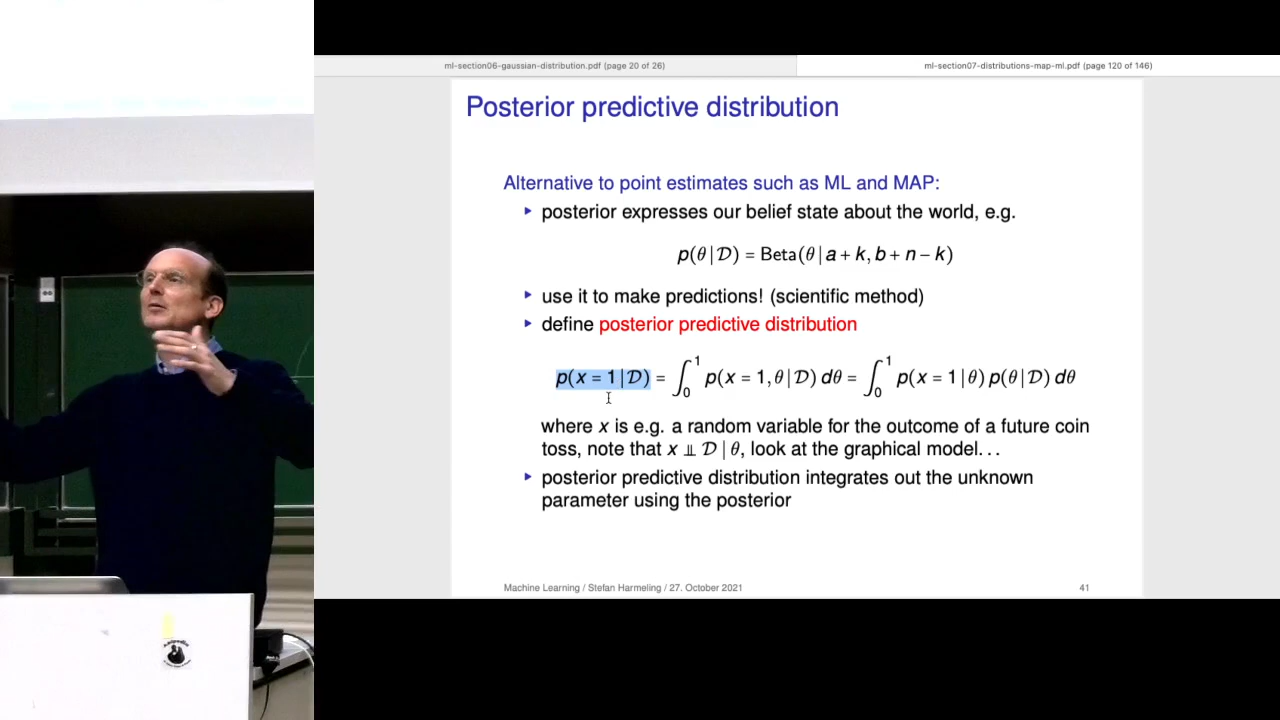 ml-section06-gaussian-distribution.pdf (page 20 of 26)
ml-section07-distributions-map-ml.pdf (page 120 of 146)
Posterior predictive distribution
Alternative to point estimates such as ML and MAP:
▸ posterior expresses our belief state about the world, e.g.
p(θ | 𝒟) = Beta(θ | a + k, b + n − k)
▸ use it to make predictions! (scientific method)
▸ define posterior predictive distribution
p(x = 1 | 𝒟) = ∫₀¹ p(x = 1, θ | 𝒟) dθ = ∫₀¹ p(x = 1 | θ) p(θ | 𝒟) dθ
where x is e.g. a random variable for the outcome of a future coin
toss, note that x ⫫ 𝒟 | θ, look at the graphical model. . .
▸ posterior predictive distribution integrates out the unknown
parameter using the posterior
Machine Learning / Stefan Harmeling / 27. October 2021
41